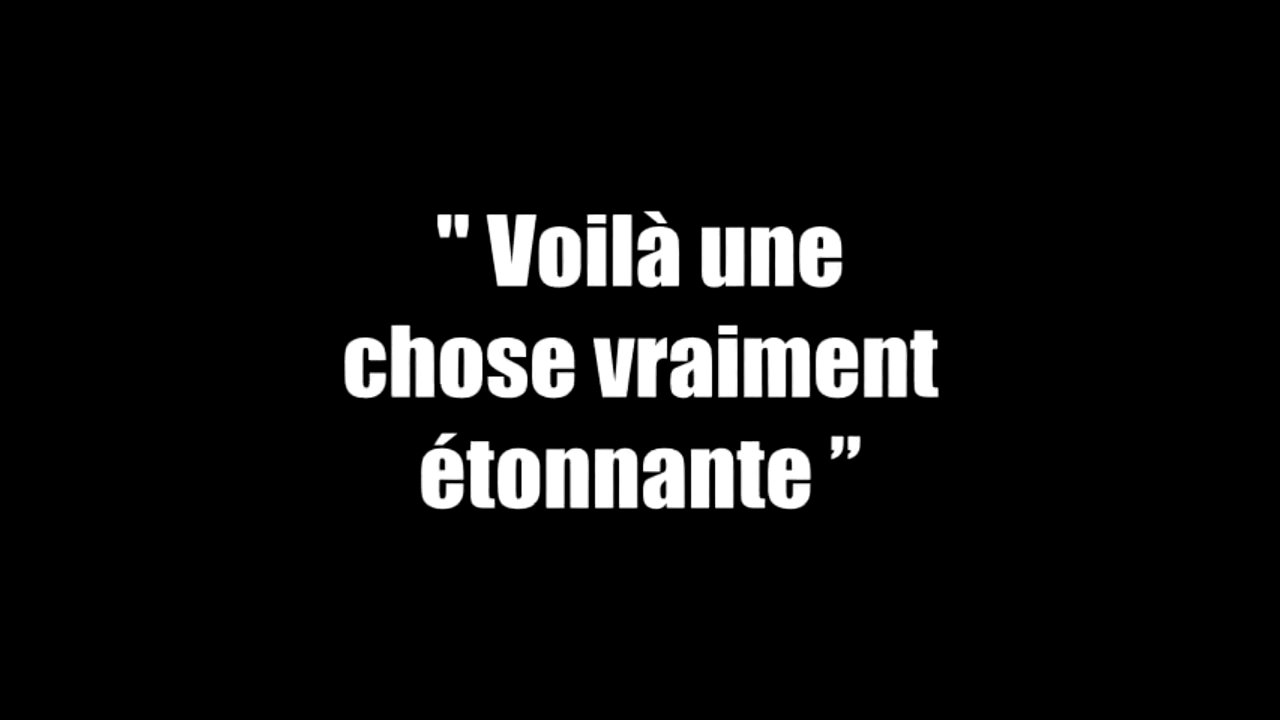 " Voilà une
chose vraiment
étonnante ”